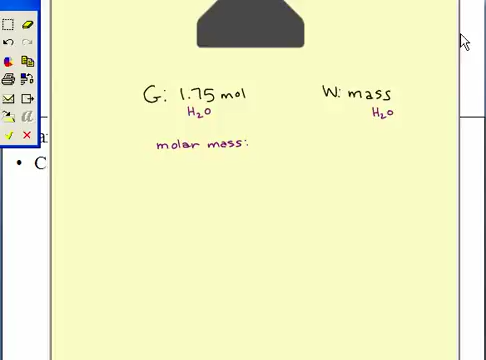 G: 1.75 mol W: mass
H₂O H₂O
molar mass:
• C